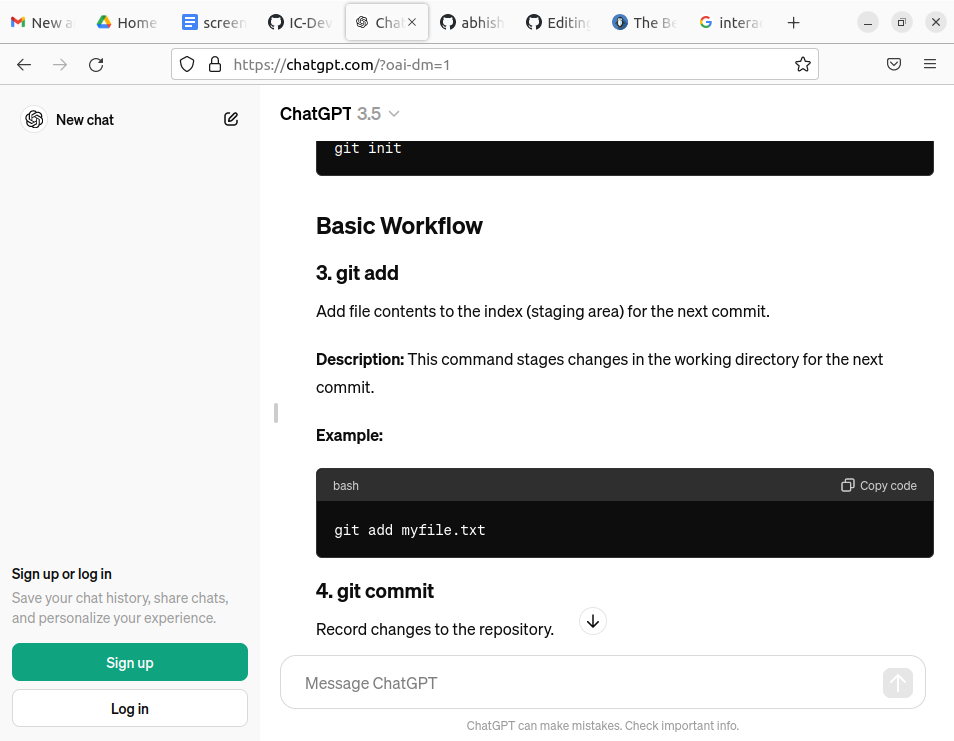 New a
Home
screen
IC-Dev
Chat
abhish
Editing
The Be
intera
https://chatgpt.com/?oai-dm=1
New chat
ChatGPT 3.5
git init
Basic Workflow
3. git add
Add file contents to the index (staging area) for the next commit.
Description: This command stages changes in the working directory for the next
commit.
Example:
bash
Copy code
git add myfile.txt
4. git commit
Record changes to the repository.
Sign up or log in
Save your chat history, share chats,
and personalize your experience.
Sign up
Log in
Message ChatGPT
ChatGPT can make mistakes. Check important info.